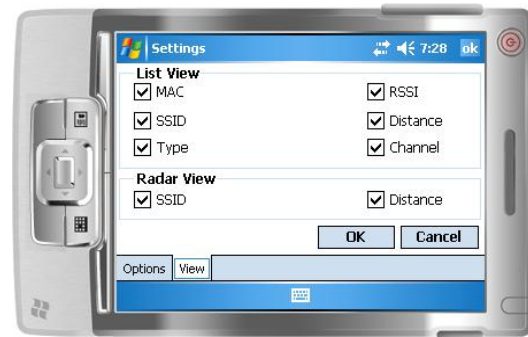 Settings 7:28 ok
List View
MAC RSSI
SSID Distance
Type Channel
Radar View
SSID Distance
OK Cancel
Options View